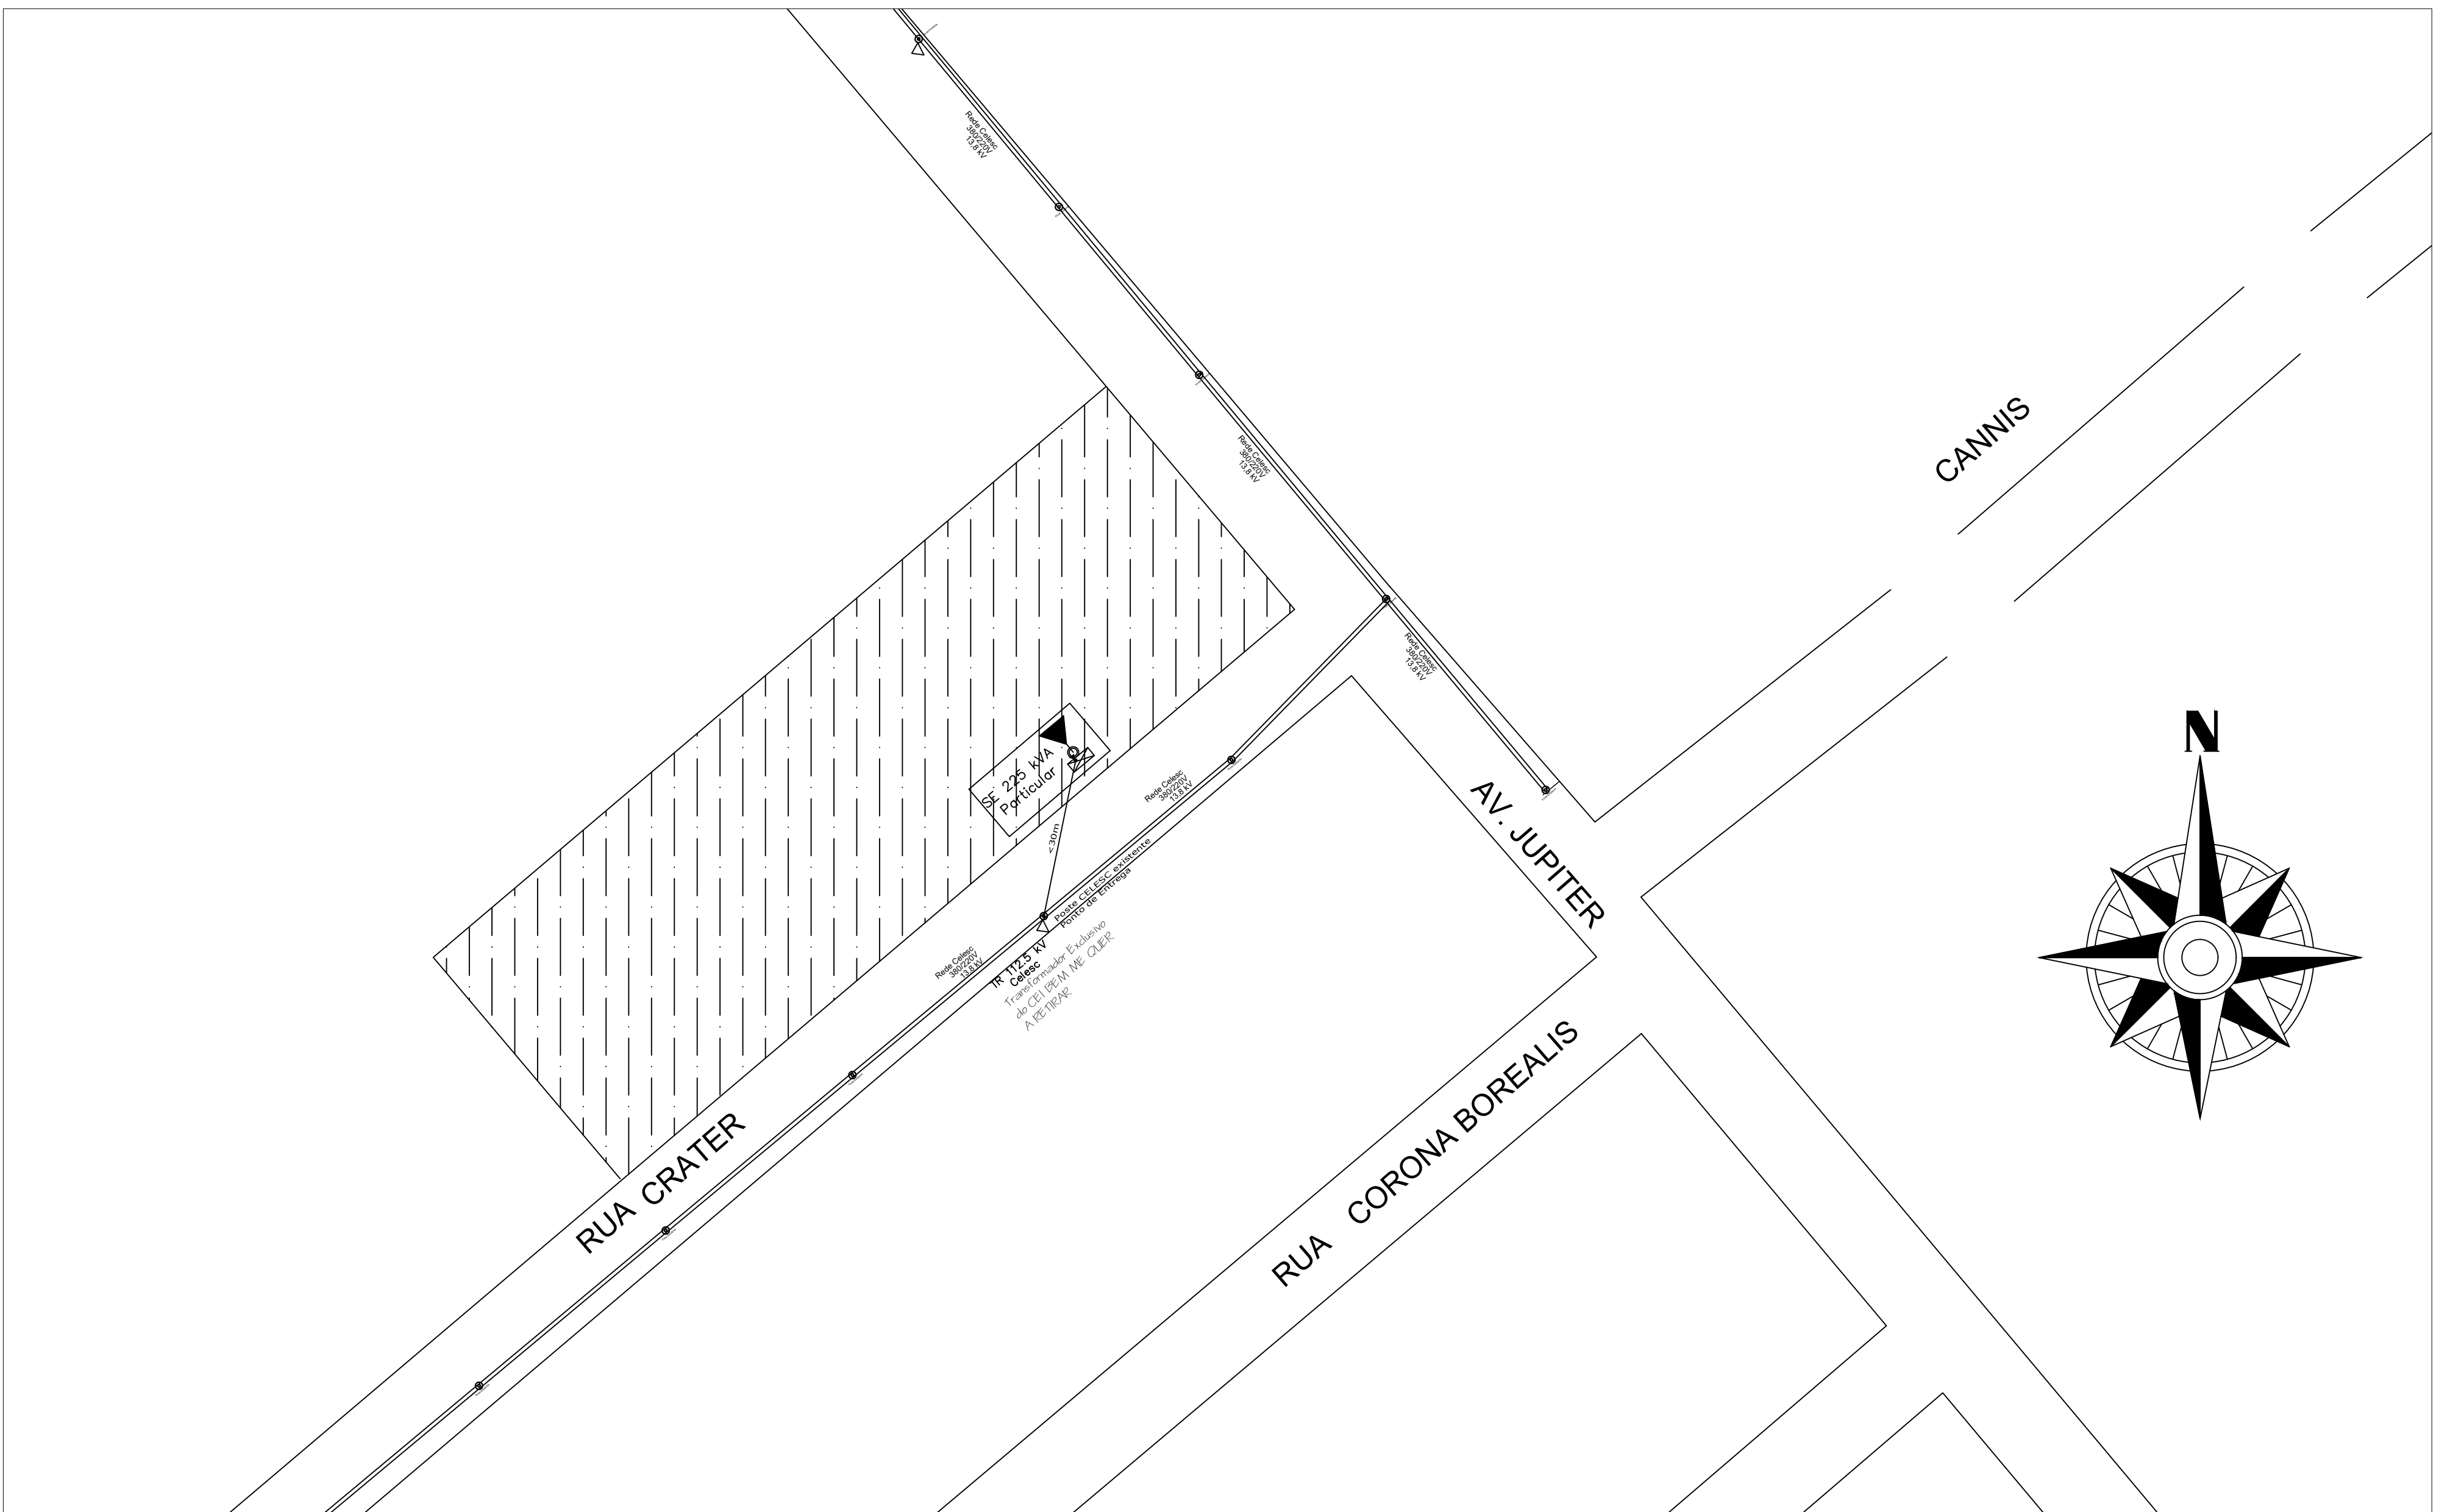 Rede Celesc
380/220V
13,8 kV
Rede Celesc
380/220V
13,8 kV
CANNIS
Rede Celesc
380/220V
13,8 kV
N
SE 225 kVA
Particular
Rede Celesc
380/220V
13,8 kV
AV. JUPITER
<30m
Poste CELESC existente
Ponto de Entrega
Rede Celesc
380/220V
13,8 kV
TR 112.5 kV
Celesc
Transformador Exclusivo
do CEI BEM ME QUER
A RETIRAR
RUA CRATER
RUA CORONA BOREALIS